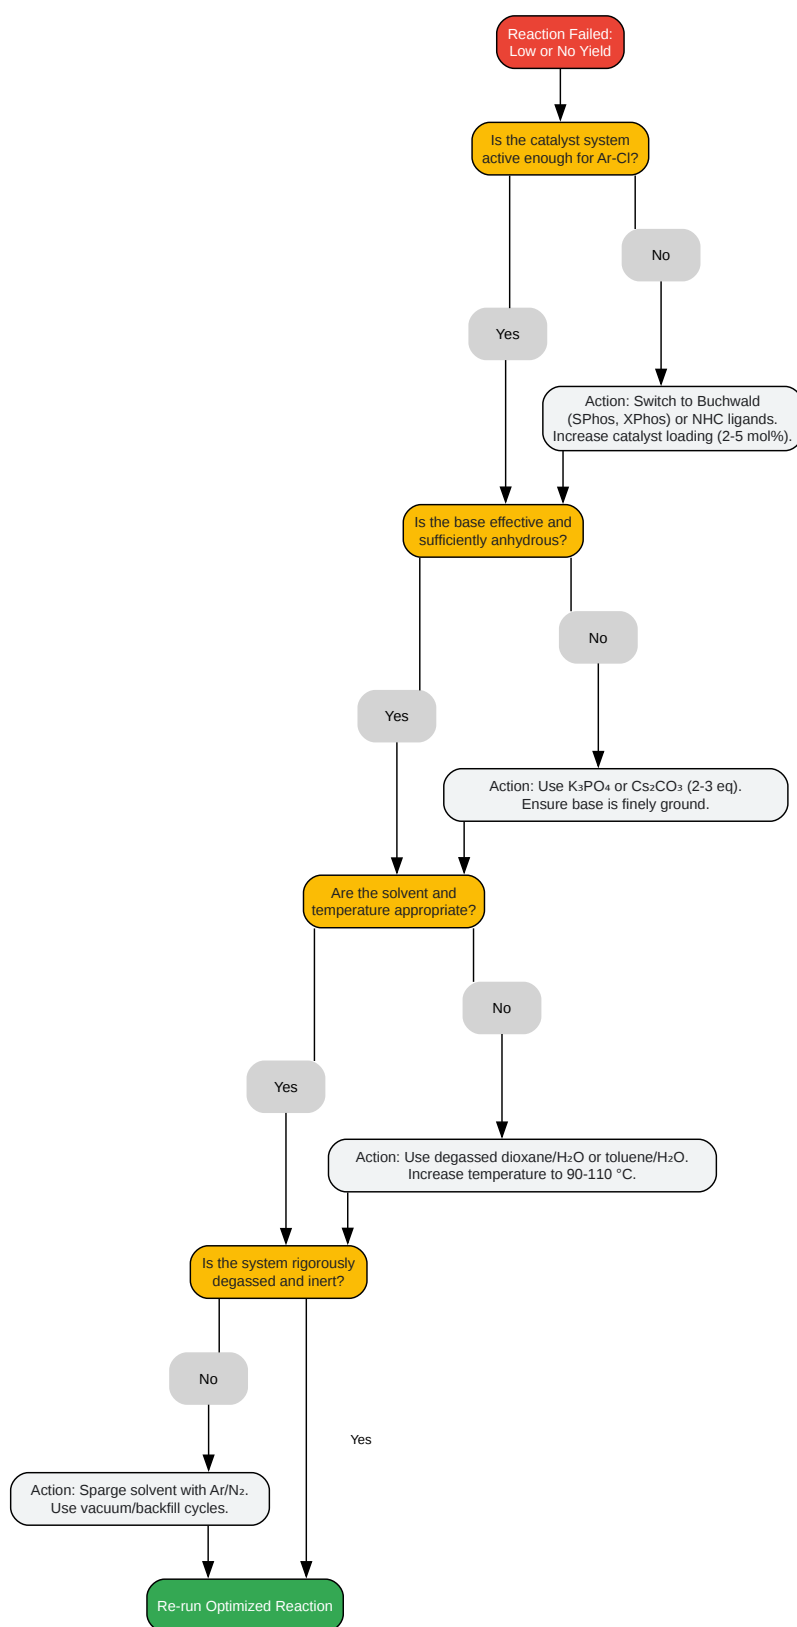 Reaction Failed:
Low or No Yield
Is the catalyst system
active enough for Ar-Cl?
No
Yes
Action: Switch to Buchwald
(SPhos, XPhos) or NHC ligands.
Increase catalyst loading (2-5 mol%).
Is the base effective and
sufficiently anhydrous?
No
Yes
Action: Use K₃PO₄ or Cs₂CO₃ (2-3 eq).
Ensure base is finely ground.
Are the solvent and
temperature appropriate?
No
Yes
Action: Use degassed dioxane/H₂O or toluene/H₂O.
Increase temperature to 90-110 °C.
Is the system rigorously
degassed and inert?
No
Yes
Action: Sparge solvent with Ar/N₂.
Use vacuum/backfill cycles.
Re-run Optimized Reaction